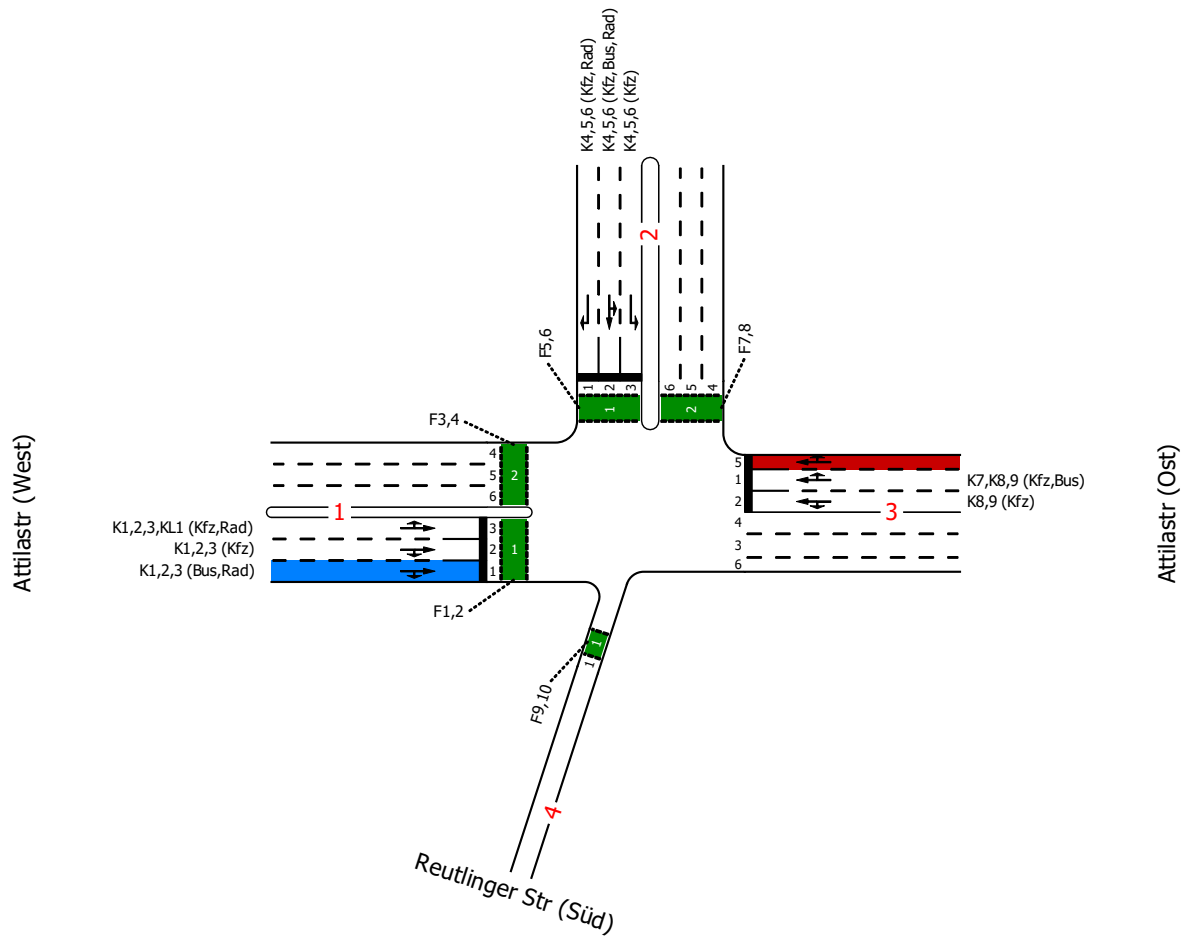 K4,5,6 (Kfz,Rad)
K4,5,6 (Kfz,Bus,Rad)
K4,5,6 (Kfz)
2
F5,6
F7,8
1
2
3
6
5
4
1
2
F3,4
Attilastr (West)
4
5
6
2
1
K1,2,3,KL1 (Kfz,Rad)
K1,2,3 (Kfz)
K1,2,3 (Bus,Rad)
3
2
1
1
F1,2
5
1
2
4
3
6
K7,K8,9 (Kfz,Bus)
K8,9 (Kfz)
3
Attilastr (Ost)
1
1
F9,10
4
Reutlinger Str (Süd)